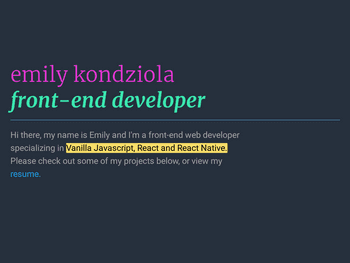 emily kondziola
front-end developer
Hi there, my name is Emily and I'm a front-end web developer
specializing in Vanilla Javascript, React and React Native.
Please check out some of my projects below, or view my
resume.